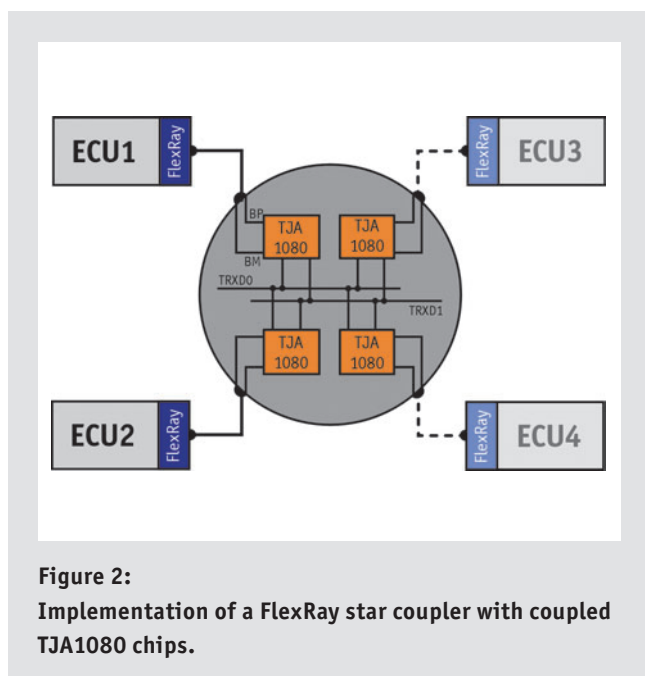 ECU1
FlexRay
FlexRay
ECU3
BP
TJA
1080
TJA
1080
BM
TRXD0
TRXD1
TJA
1080
TJA
1080
ECU2
FlexRay
FlexRay
ECU4
Figure 2:
Implementation of a FlexRay star coupler with coupled
TJA1080 chips.